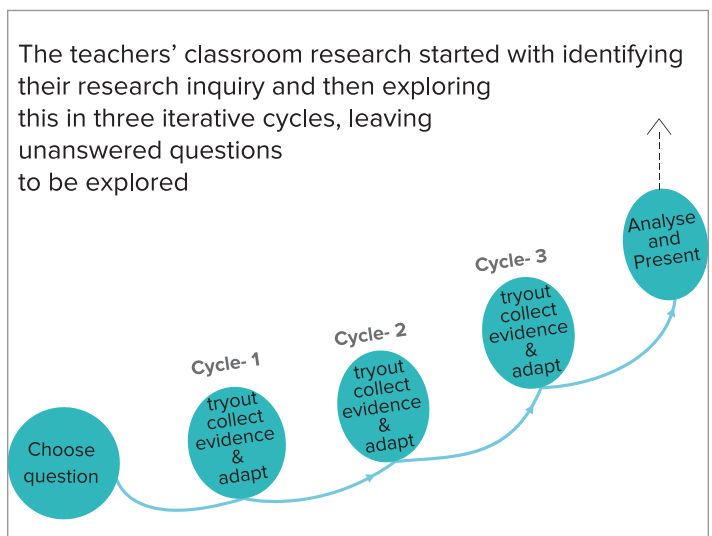 The teachers’ classroom research started with identifying
their research inquiry and then exploring
this in three iterative cycles, leaving
unanswered questions
to be explored
Choose
question
Cycle- 1
tryout
collect
evidence
&
adapt
Cycle- 2
tryout
collect
evidence
&
adapt
Cycle- 3
tryout
collect
evidence
&
adapt
Analyse
and
Present